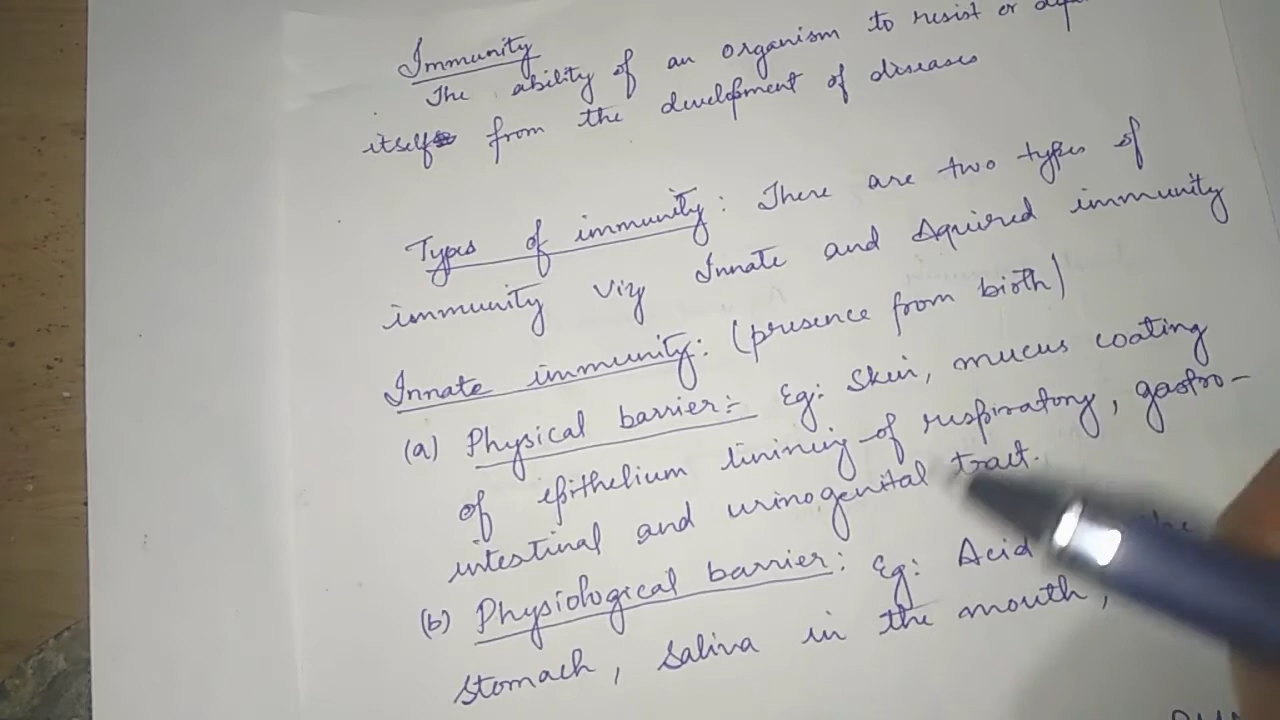 Immunity
The ability of an organism to resist or
itself from the development of diseases
Types of immunity: There are two types of
immunity viz Innate and Aquired immunity
Innate immunity: (presence from birth)
(a) Physical barrier:- Eg: Skin, mucus coating
of epithelium linining of respiratory, gastro-
intestinal and urinogenital tract.
(b) Physiological barrier: Eg: Acid the
stomach, saliva in the mouth,